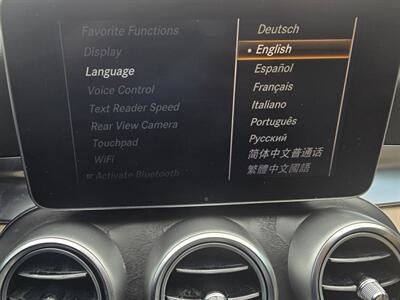 Favorite Functions
Display
Language
Voice Control
Text Reader Speed
Rear View Camera
Touchpad
WiFi
Activate Bluetooth
Deutsch
English
Español
Français
Italiano
Português
Русский
简体中文普通话
繁體中文國語